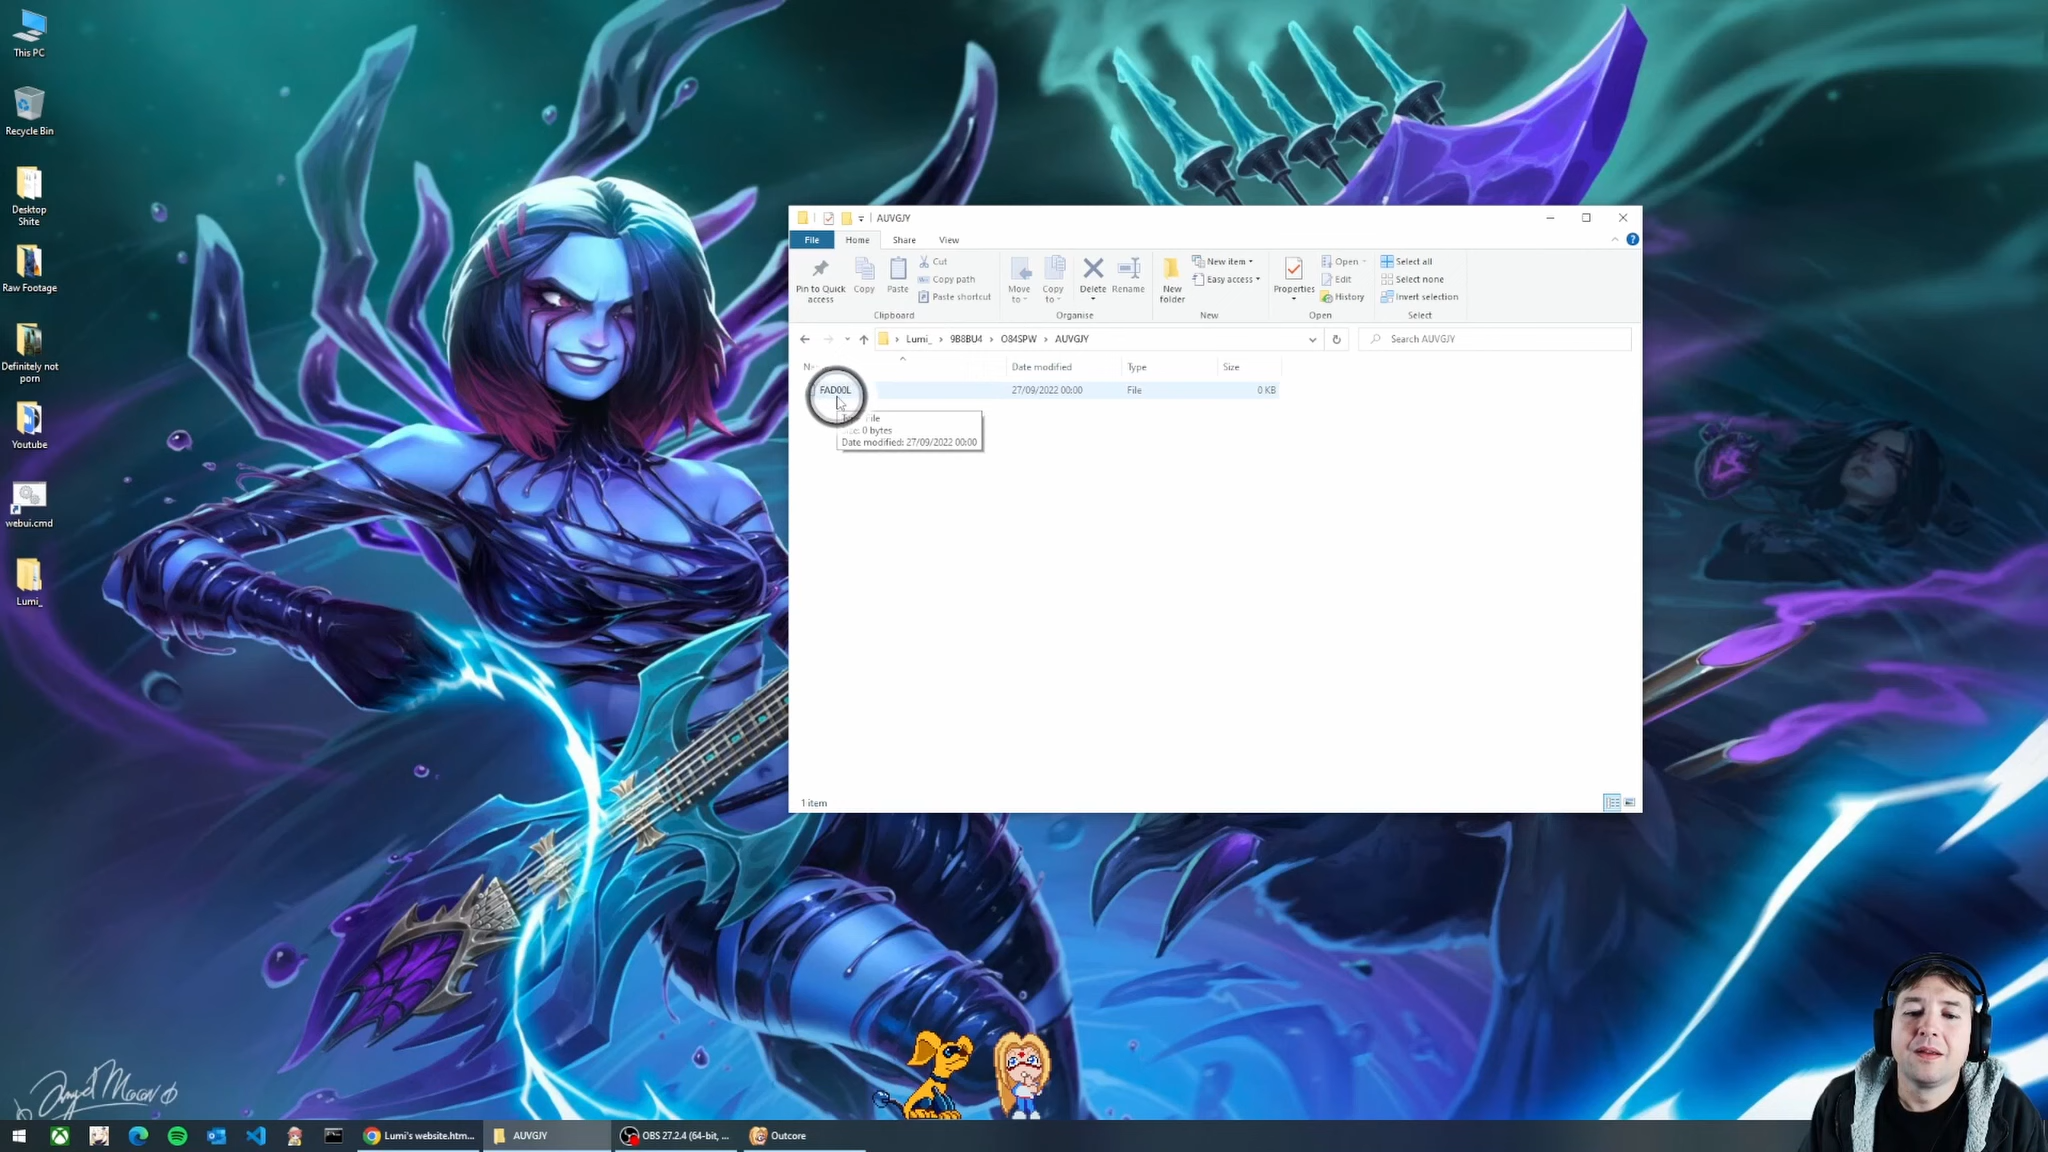 This PC
Recycle Bin
Desktop
Shite
Raw Footage
Definitely not
porn
Youtube
webui.cmd
Lumi_
AUVGJY
File
Home
Share
View
Pin to Quick
access
Copy
Paste
Cut
Copy path
Paste shortcut
Clipboard
Move
to
Copy
to
Delete
Rename
Organise
New
folder
New item
Easy access
New
Properties
Open
Edit
History
Open
Select all
Select none
Invert selection
Select
Lumi_ › 9B8BU4 › O84SPW › AUVGJY
Search AUVGJY
Date modified
Type
Size
FAD00L
27/09/2022 00:00
File
0 KB
File
0 bytes
Date modified: 27/09/2022 00:00
1 item
Lumi's website.htm...
AUVGJY
OBS 27.2.4 (64-bit, ...
Outcore